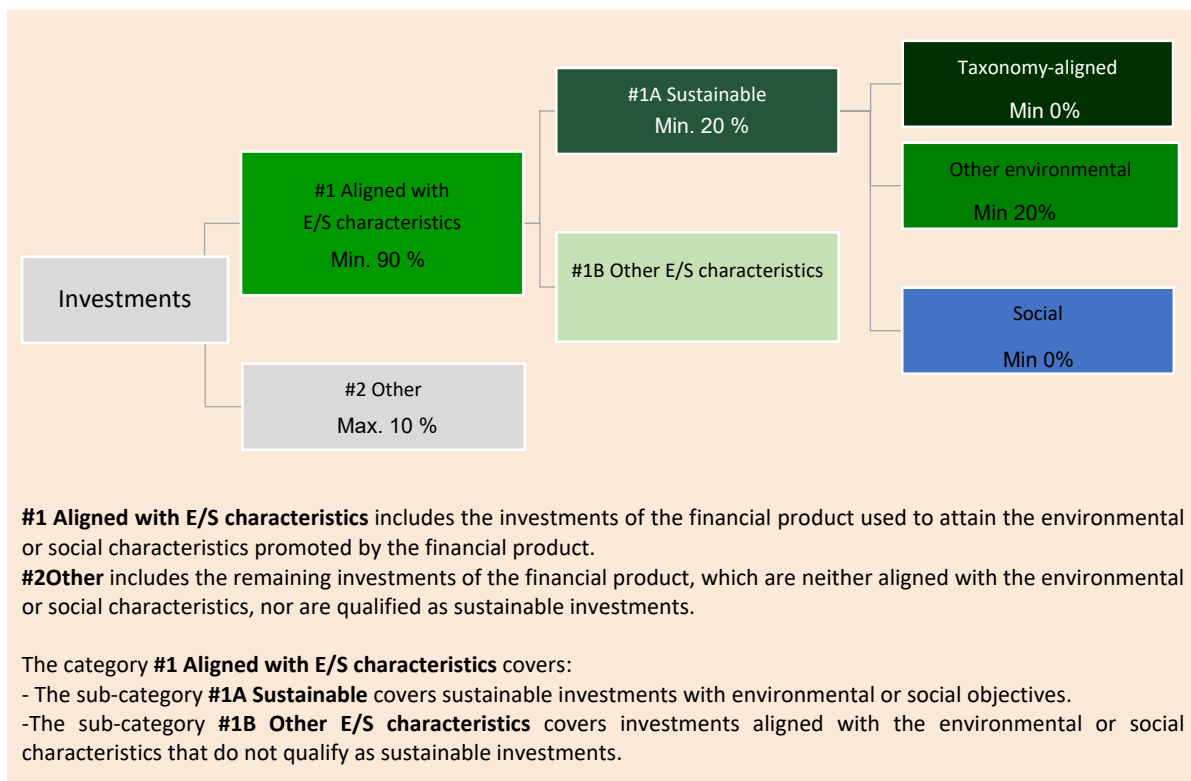 Investments
#1 Aligned with
E/S characteristics
Min. 90 %
#2 Other
Max. 10 %
#1A Sustainable
Min. 20 %
#1B Other E/S characteristics
Taxonomy-aligned
Min 0%
Other environmental
Min 20%
Social
Min 0%
#1 Aligned with E/S characteristics includes the investments of the financial product used to attain the environmental
or social characteristics promoted by the financial product.
#2Other includes the remaining investments of the financial product, which are neither aligned with the environmental
or social characteristics, nor are qualified as sustainable investments.
The category #1 Aligned with E/S characteristics covers:
- The sub-category #1A Sustainable covers sustainable investments with environmental or social objectives.
-The sub-category #1B Other E/S characteristics covers investments aligned with the environmental or social
characteristics that do not qualify as sustainable investments.